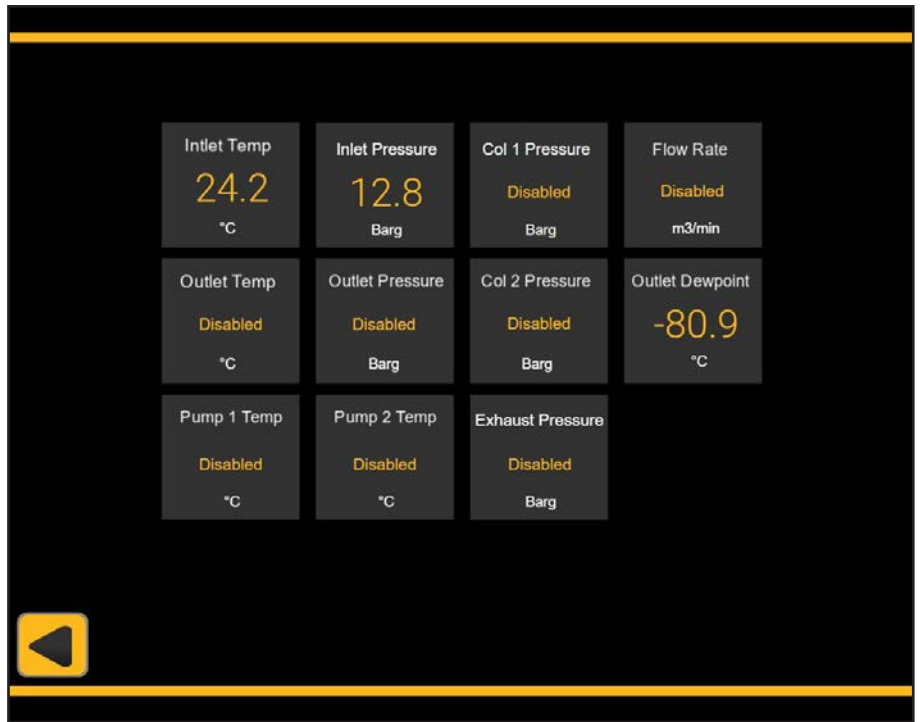 Intlet Temp
24.2
°C
Inlet Pressure
12.8
Barg
Col 1 Pressure
Disabled
Barg
Flow Rate
Disabled
m3/min
Outlet Temp
Disabled
°C
Outlet Pressure
Disabled
Barg
Col 2 Pressure
Disabled
Barg
Outlet Dewpoint
-80.9
°C
Pump 1 Temp
Disabled
°C
Pump 2 Temp
Disabled
°C
Exhaust Pressure
Disabled
Barg